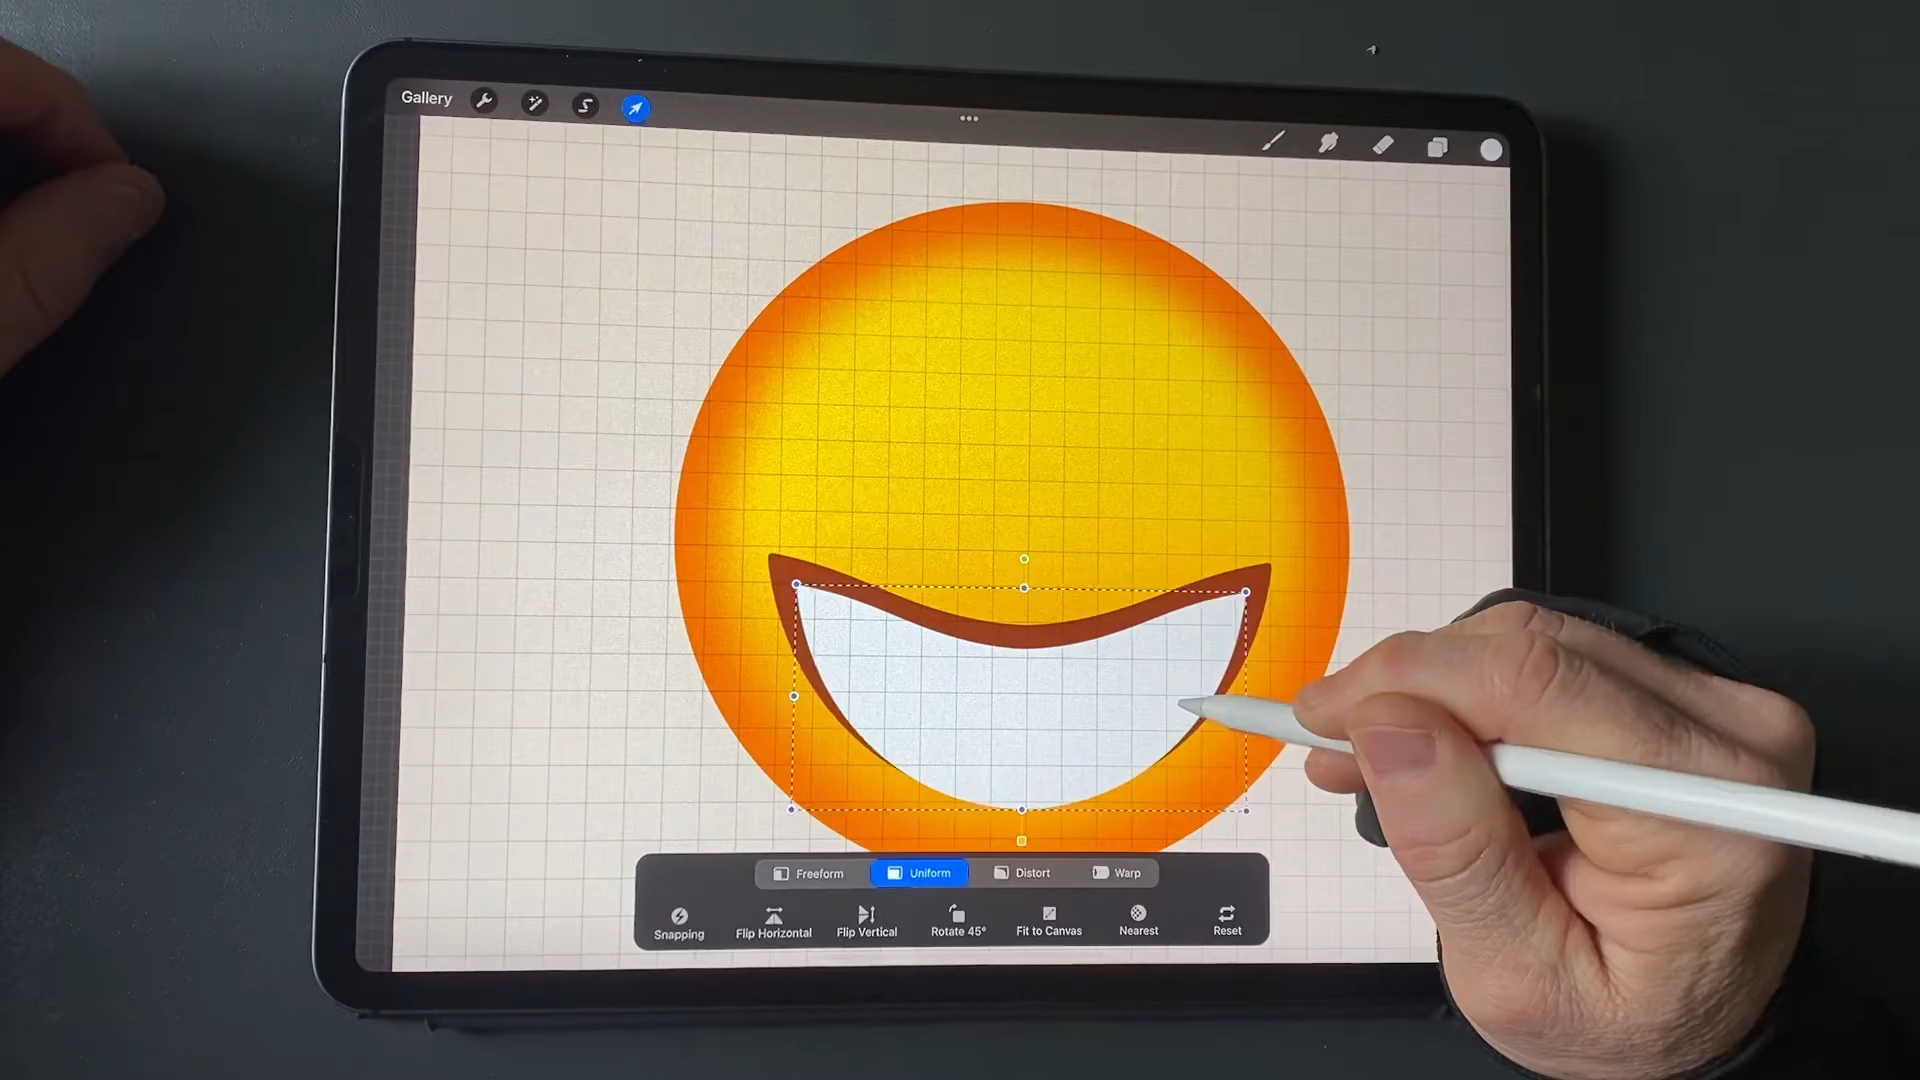 Gallery
Freeform Uniform Distort Warp
Snapping Flip Horizontal Flip Vertical Rotate 45° Fit to Canvas Nearest Reset